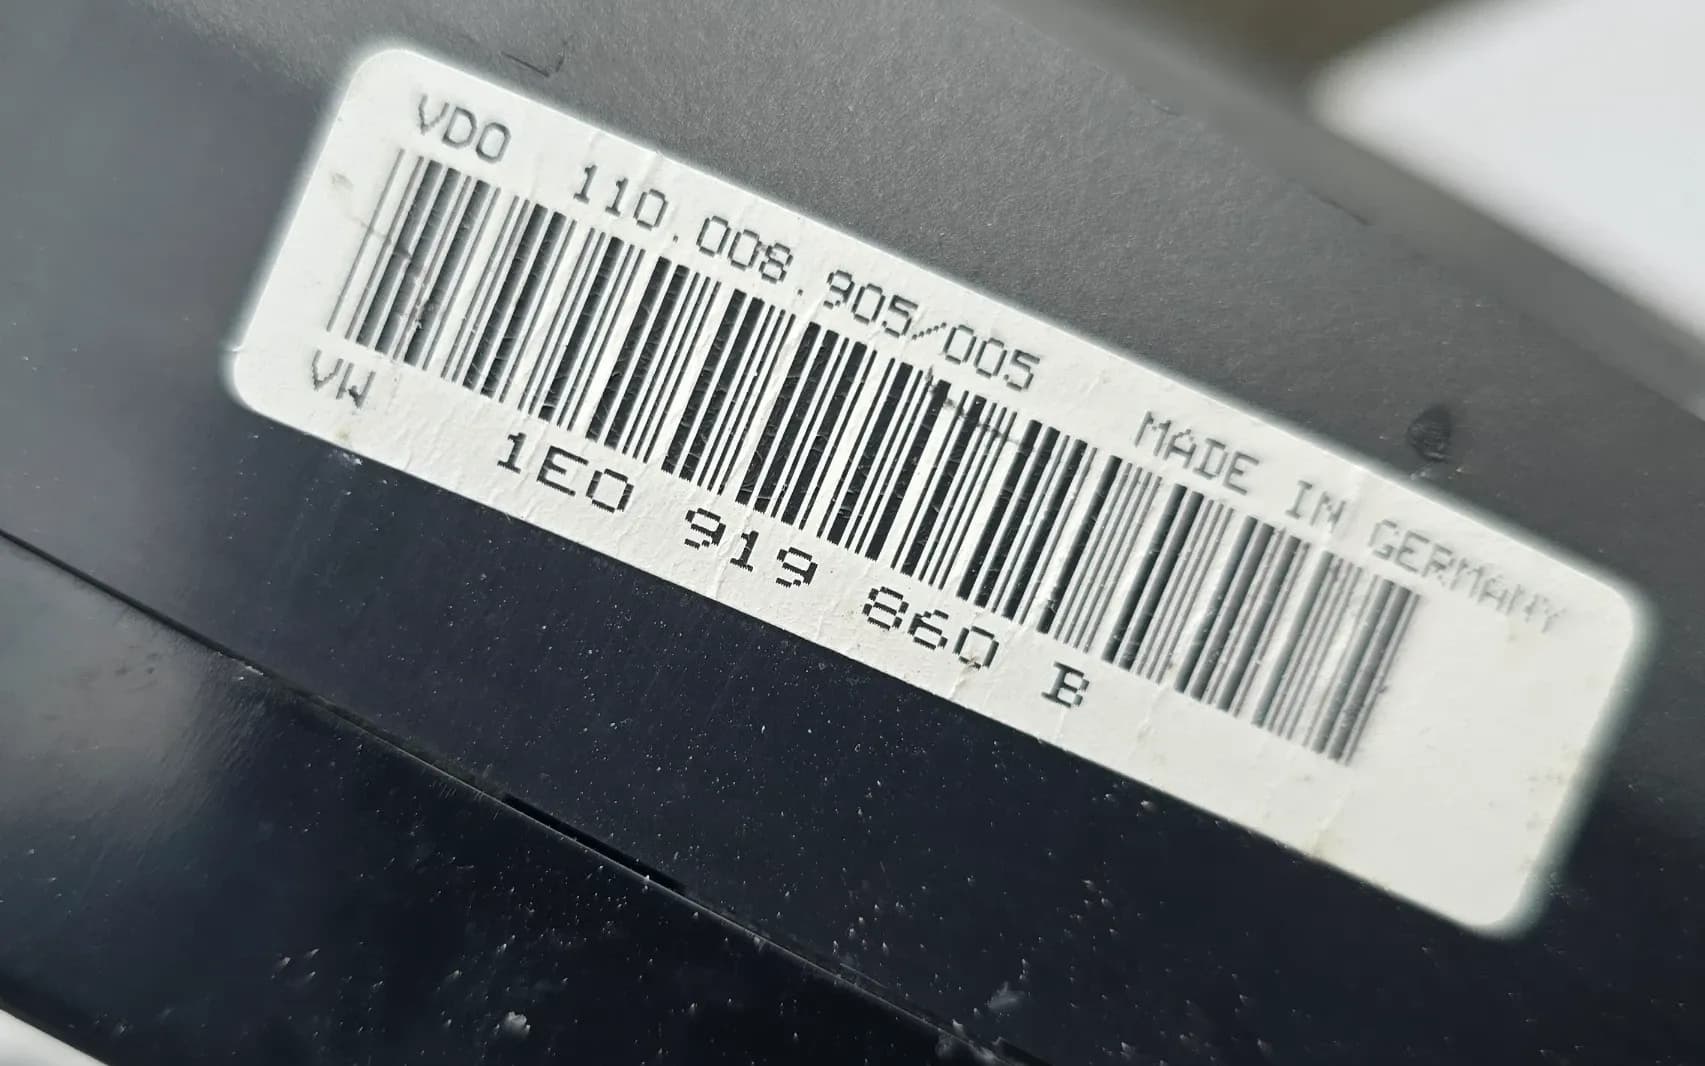 VDO 110.008.905/005 MADE IN GERMANY
VW 1E0 919 860 B